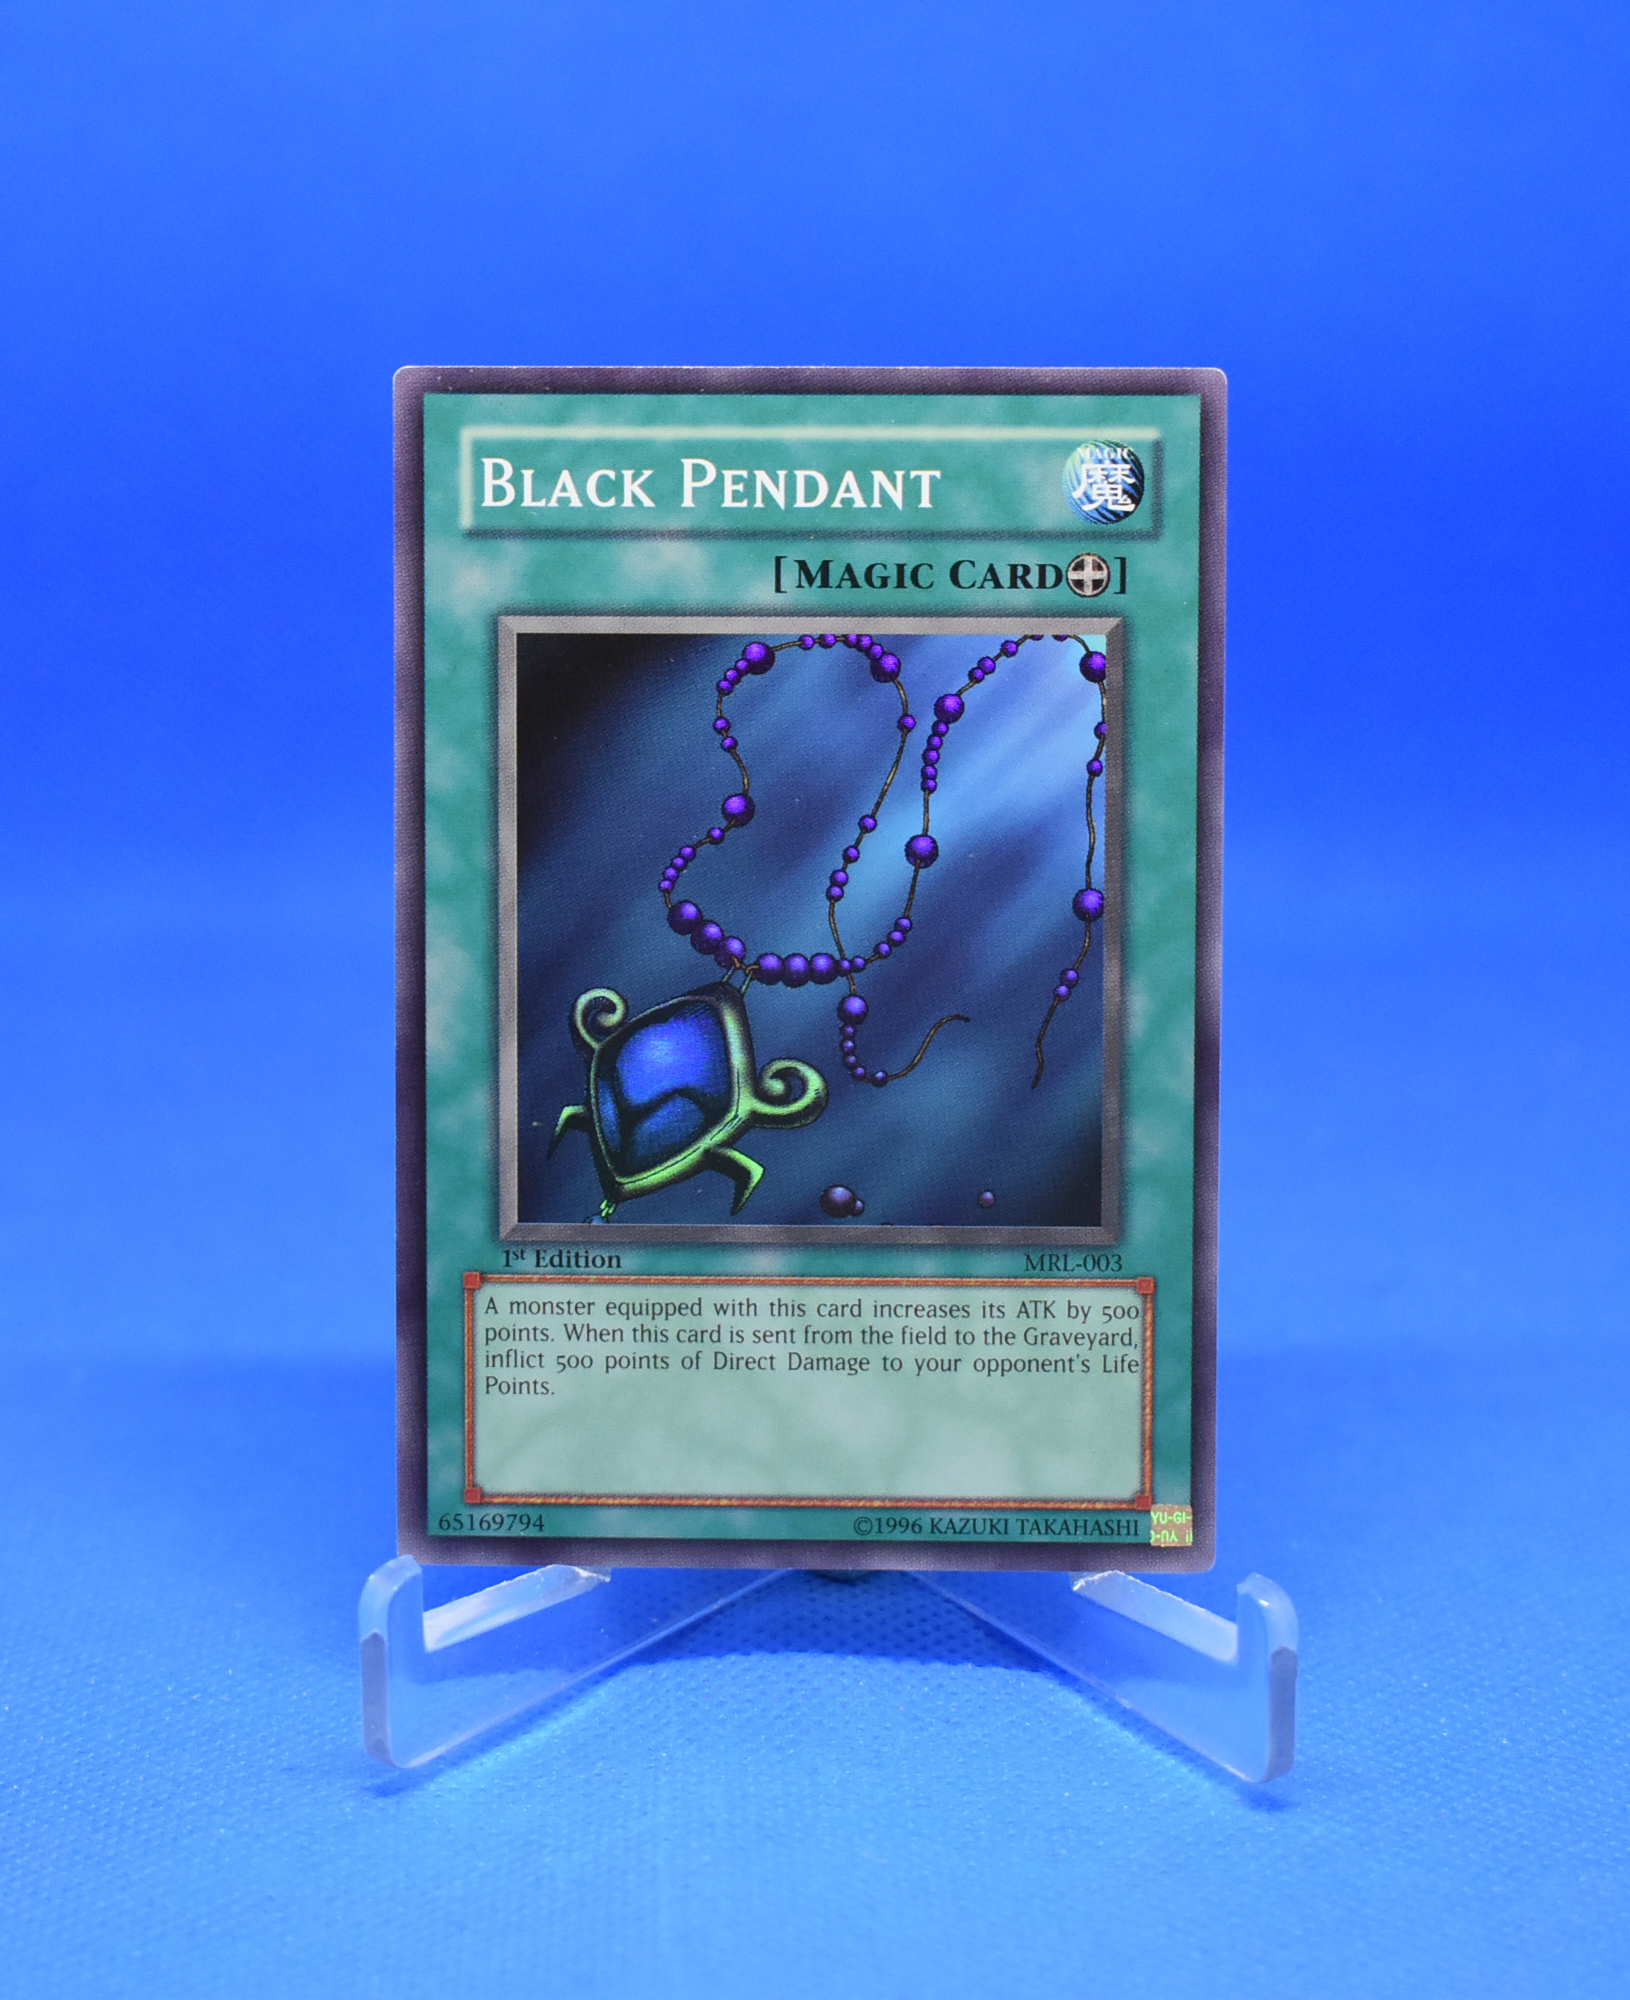 BLACK PENDANT
MAGIC
魔
[MAGIC CARD]
1st Edition
MRL-003
A monster equipped with this card increases its ATK by 500
points. When this card is sent from the field to the Graveyard,
inflict 500 points of Direct Damage to your opponent's Life
Points.
65169794
©1996 KAZUKI TAKAHASHI
YU-GI-